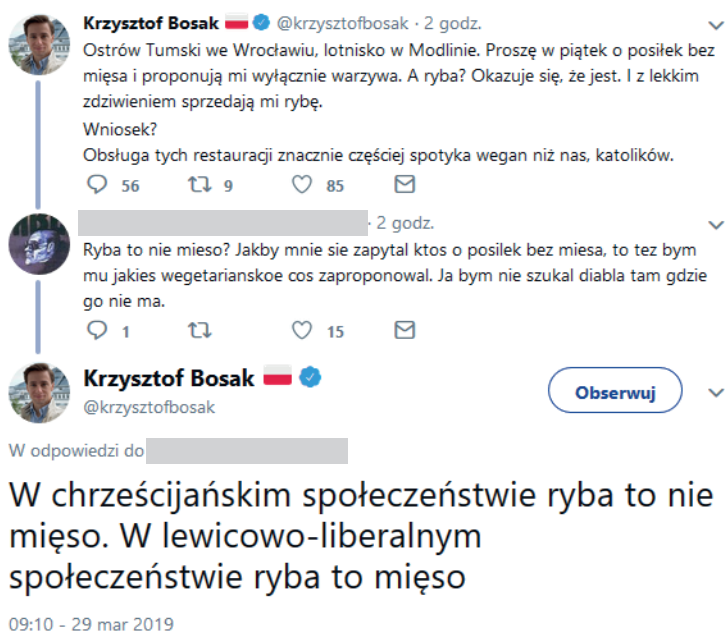 Krzysztof Bosak @krzysztofbosak · 2 godz.
Ostrów Tumski we Wrocławiu, lotnisko w Modlinie. Proszę w piątek o posiłek bez
mięsa i proponują mi wyłącznie warzywa. A ryba? Okazuje się, że jest. I z lekkim
zdziwieniem sprzedają mi rybę.
Wniosek?
Obsługa tych restauracji znacznie częściej spotyka wegan niż nas, katolików.
56 9 85
· 2 godz.
Ryba to nie mieso? Jakby mnie sie zapytal ktos o posilek bez miesa, to tez bym
mu jakies wegetarianskoe cos zaproponowal. Ja bym nie szukal diabla tam gdzie
go nie ma.
1 15
Krzysztof Bosak
@krzysztofbosak
Obserwuj
W odpowiedzi do
W chrześcijańskim społeczeństwie ryba to nie
mięso. W lewicowo-liberalnym
społeczeństwie ryba to mięso
09:10 - 29 mar 2019